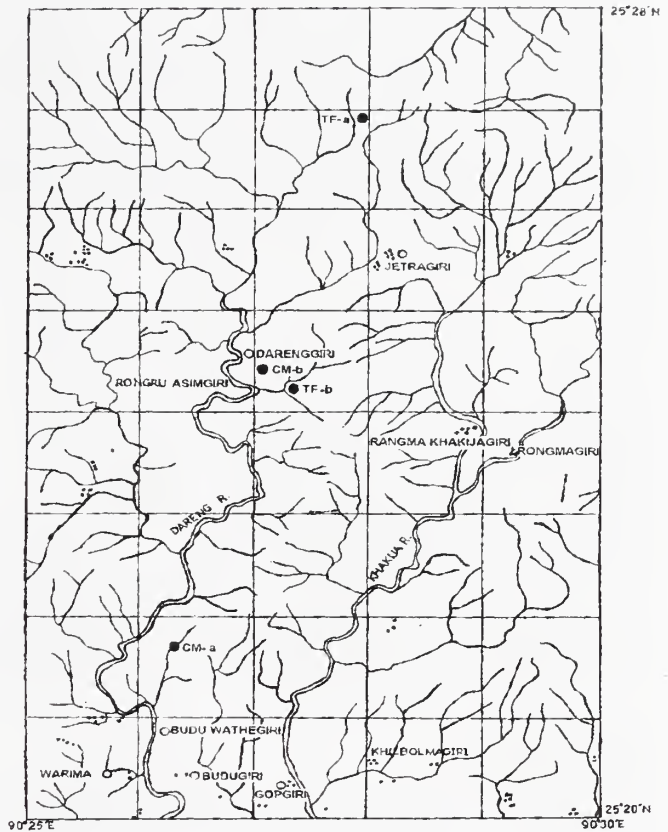 25°28'N
TF-a
JETRAGIRI
DARENGGIRI
CM-b
RONGRU ASIMGIRI
TF-b
RANGMA KHAKIJAGIRI
RONGMAGIRI
DARENG R.
KHAKIJA R.
CM-a
BUDU WATHEGIRI
KHILBOLMAGIRI
WARIMA
BUDUGIRI
GOPGIRI
25°20'N
90°25'E
90°30'E